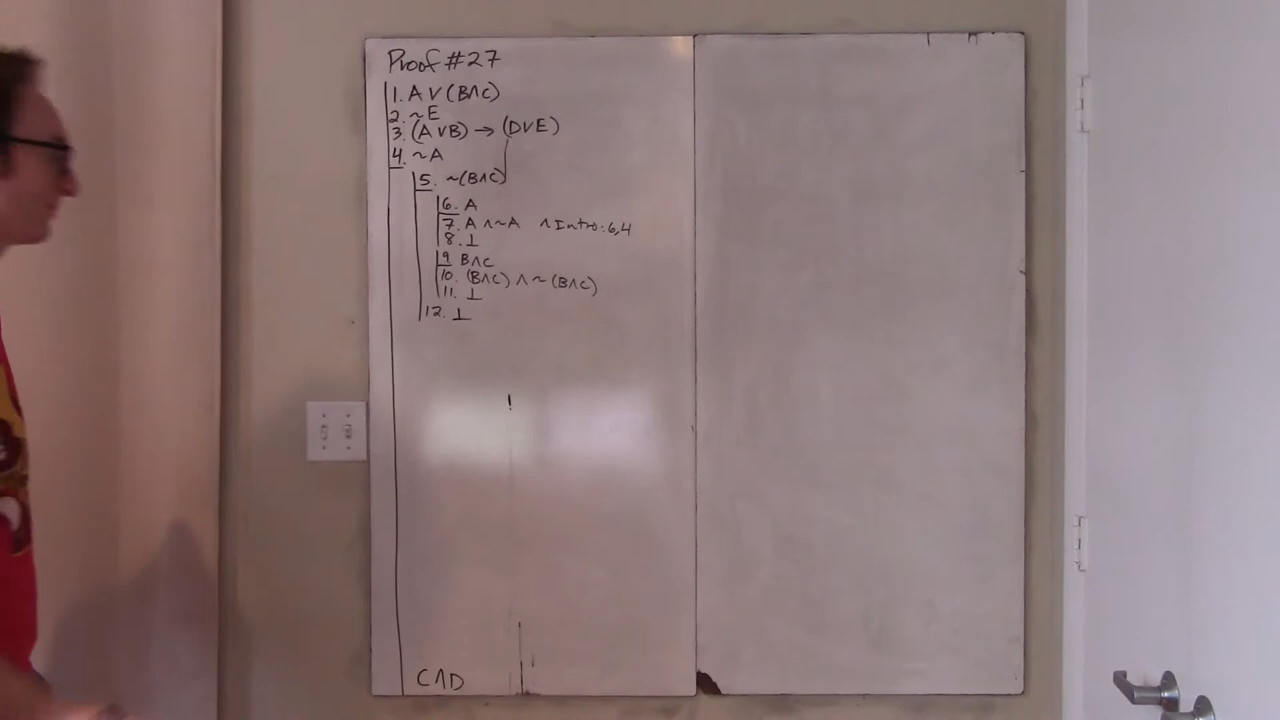 Proof #27
1. A ∨ (B∧C)
2. ~E
3. (A∨B) → (D∨E)
4. ~A
5. ~(B∧C)
6. A
7. A ∧ ~A ∧ Intro: 6,4
8. ⊥
9 B∧C
10. (B∧C) ∧ ~(B∧C)
11. ⊥
12. ⊥
C∧D